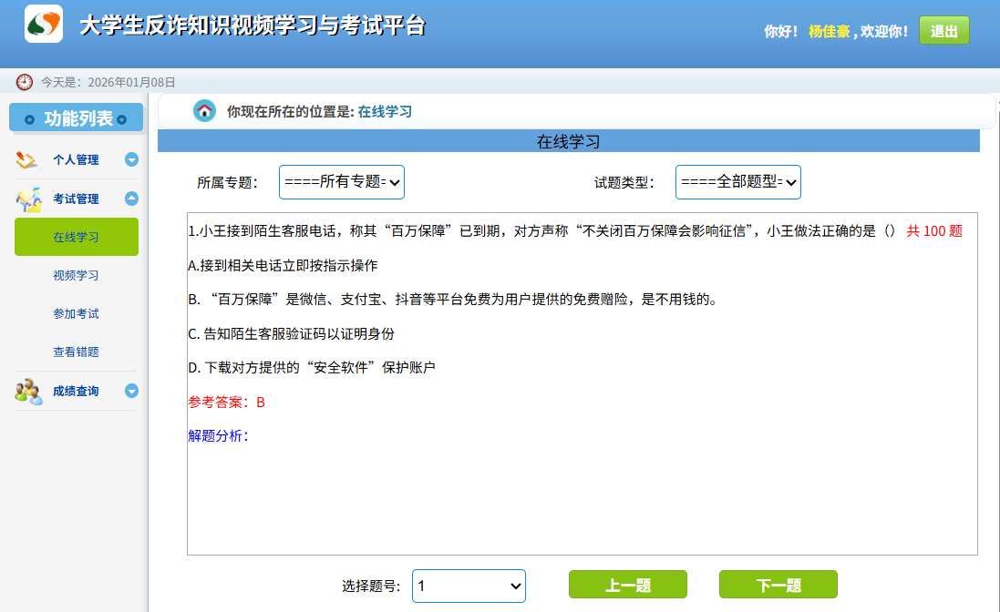 大学生反诈知识视频学习与考试平台
你好！ 杨佳豪 , 欢迎你！ 退出
今天是：2026年01月08日
功能列表
你现在所在的位置是: 在线学习
在线学习
个人管理
考试管理
在线学习
视频学习
参加考试
查看错题
成绩查询
所属专题： ====所有专题= 试题类型： ====全部题型=
1.小王接到陌生客服电话，称其“百万保障”已到期，对方声称“不关闭百万保障会影响征信”，小王做法正确的是（） 共 100 题
A.接到相关电话立即按指示操作
B. “百万保障”是微信、支付宝、抖音等平台免费为用户提供的免费赠险，是不用钱的。
C. 告知陌生客服验证码以证明身份
D. 下载对方提供的“安全软件”保护账户
参考答案：B
解题分析：
选择题号: 1 上一题 下一题